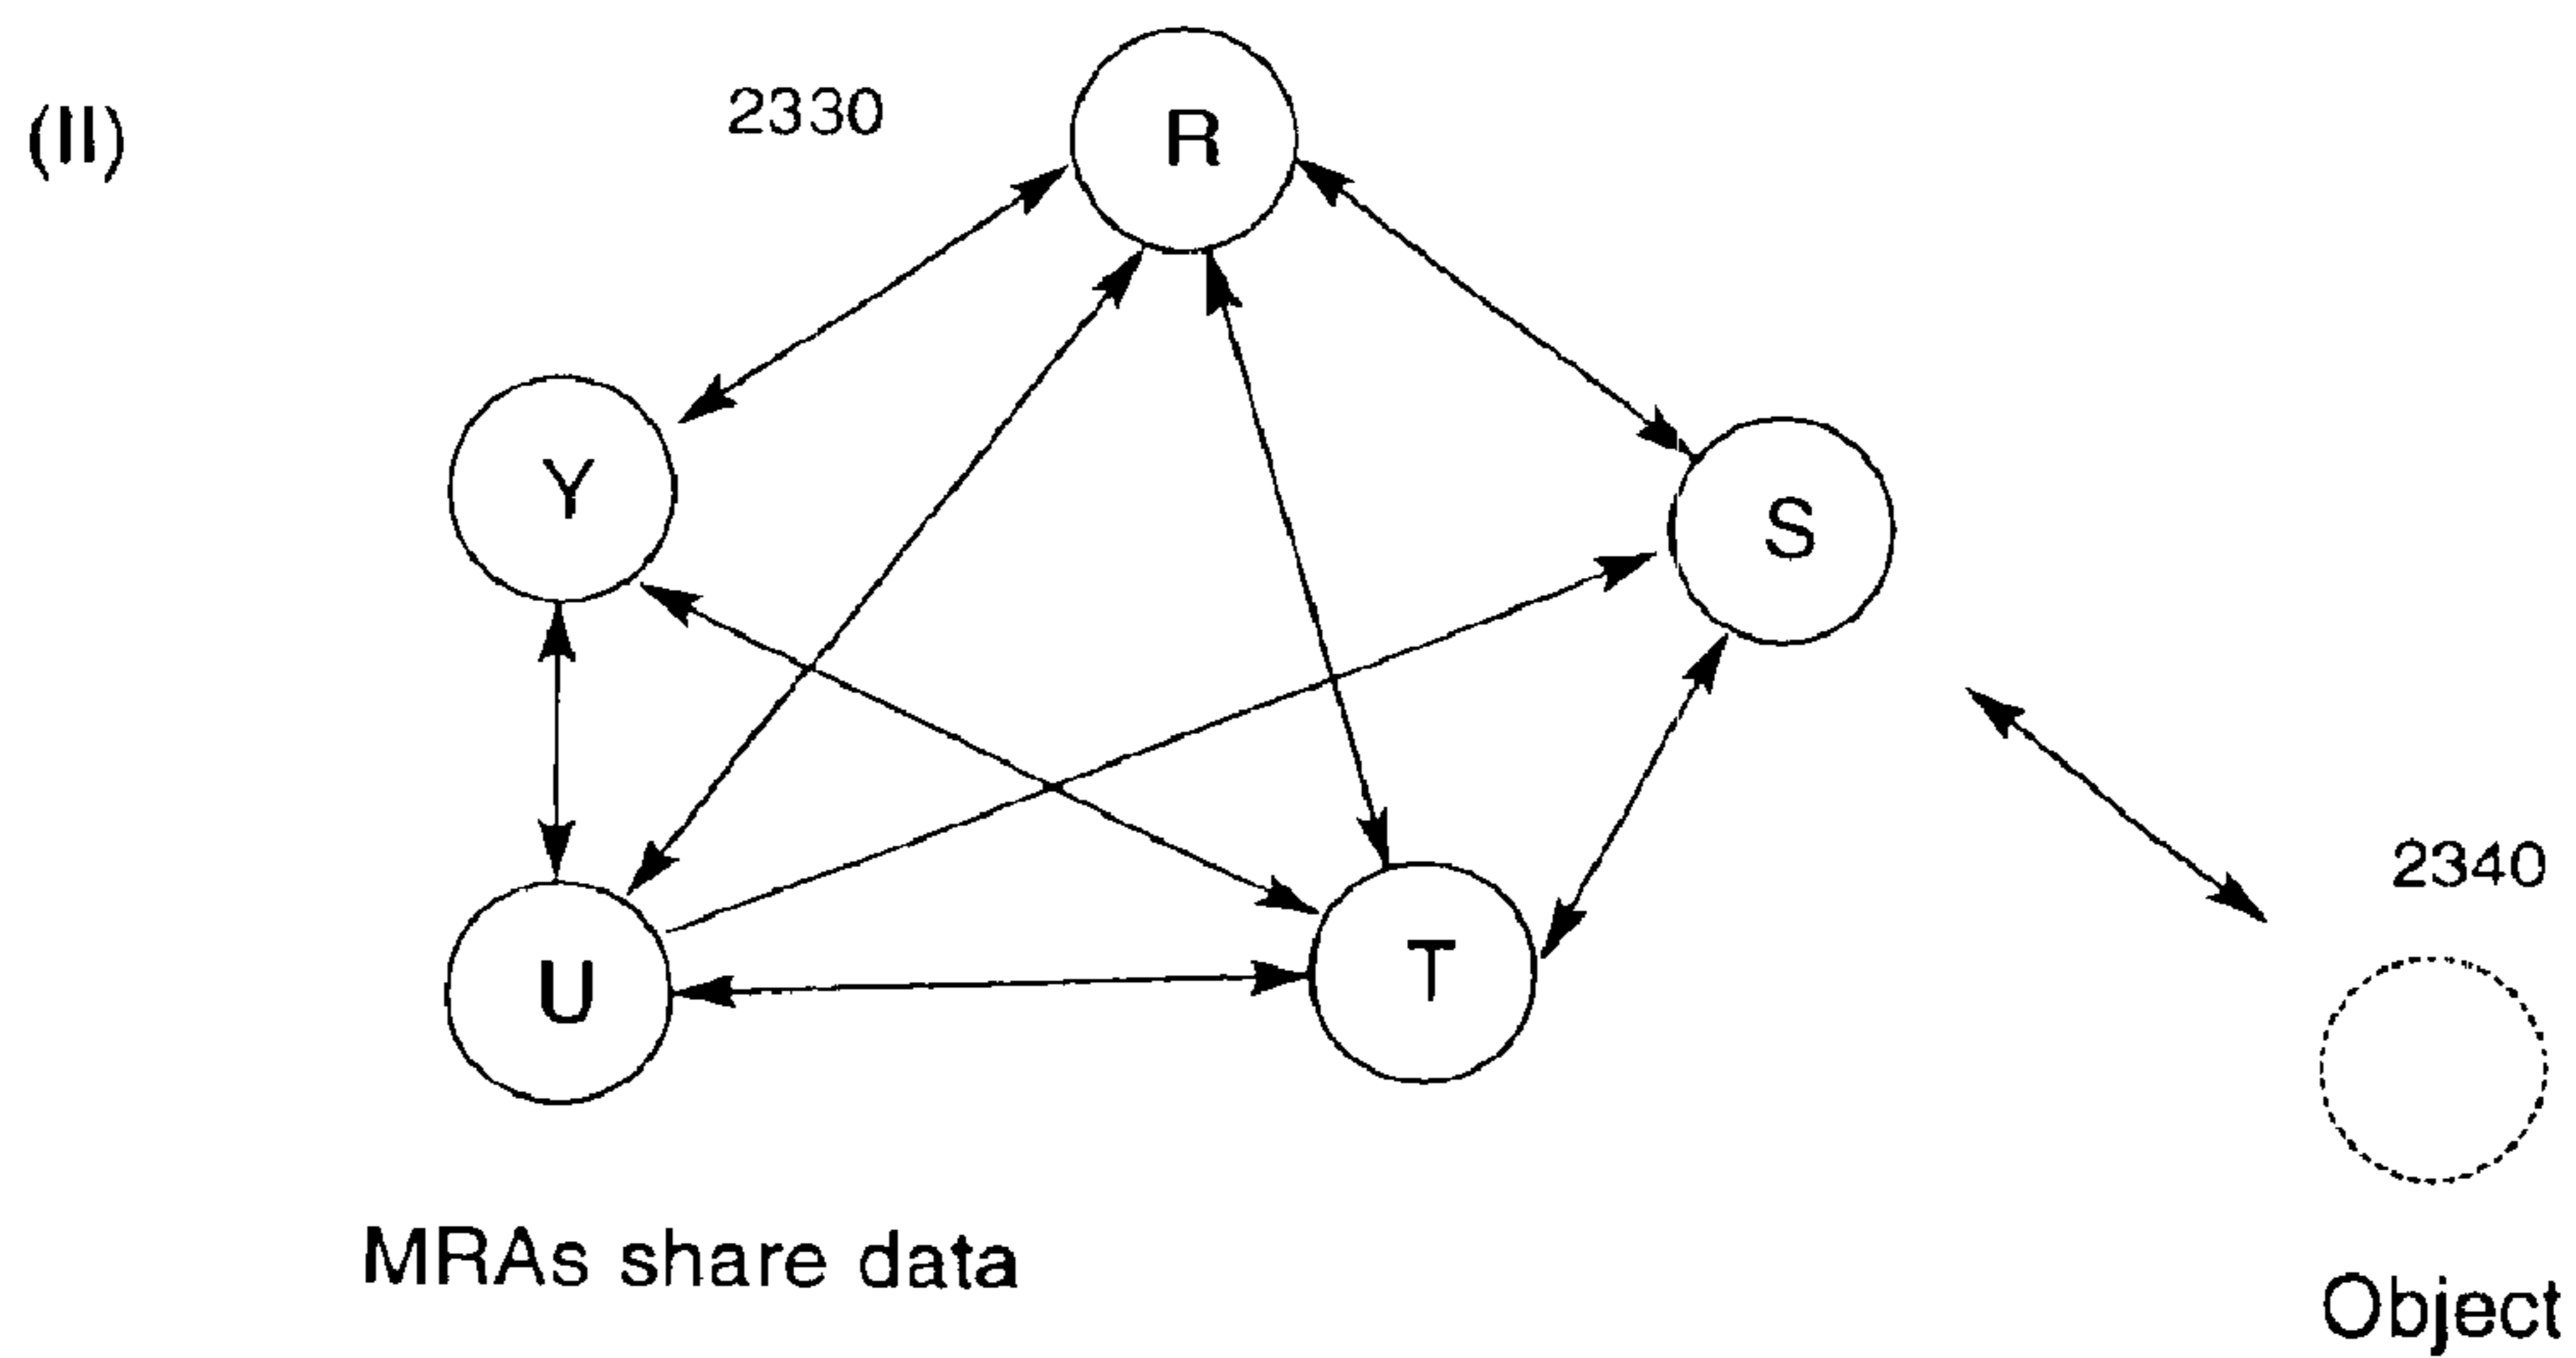 (II)
2330
R
Y
S
U
T
2340
MRAs share data
Object